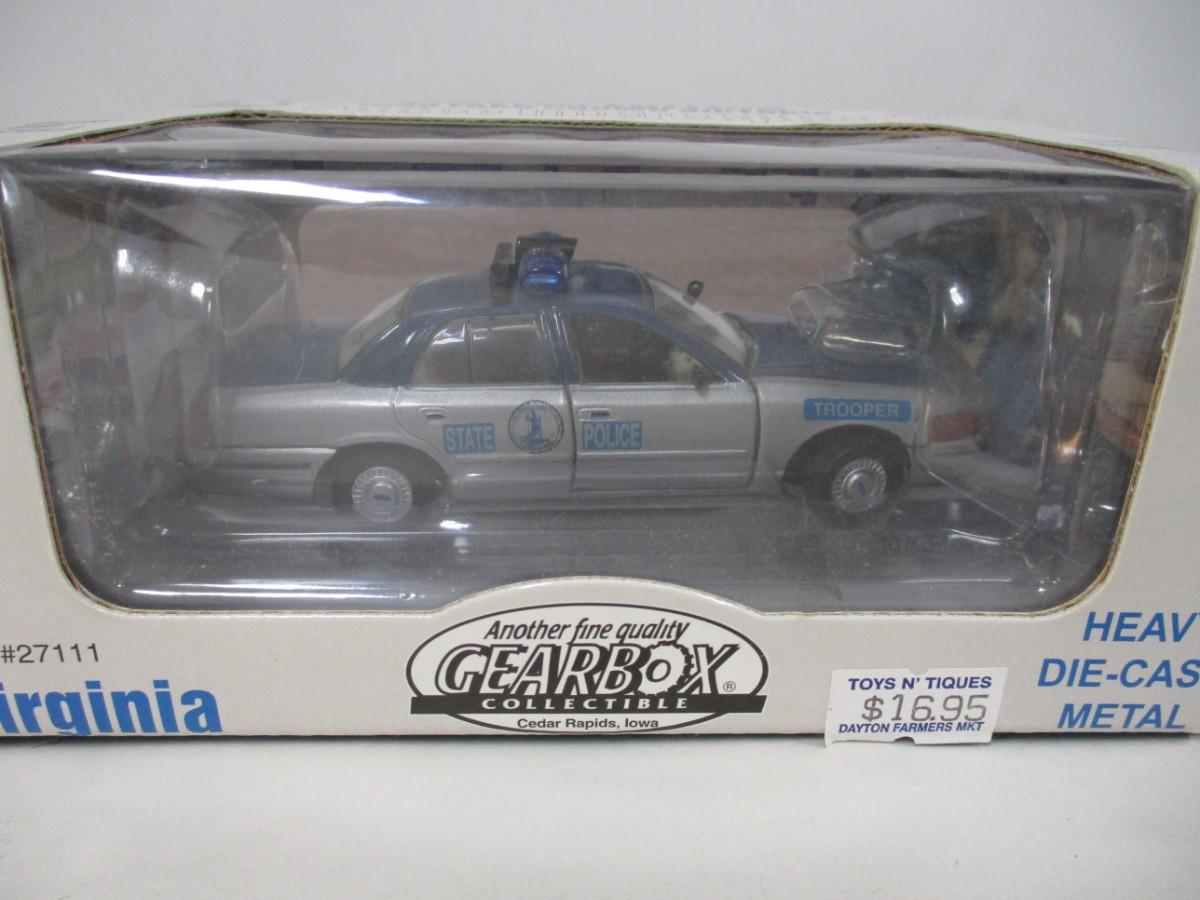 TROOPER
STATE POLICE
#27111
irginia
Another fine quality
GEARBOX ®
COLLECTIBLE
Cedar Rapids, Iowa
TOYS N' TIQUES
$16.95
DAYTON FARMERS MKT
HEAV
DIE-CAS
METAL